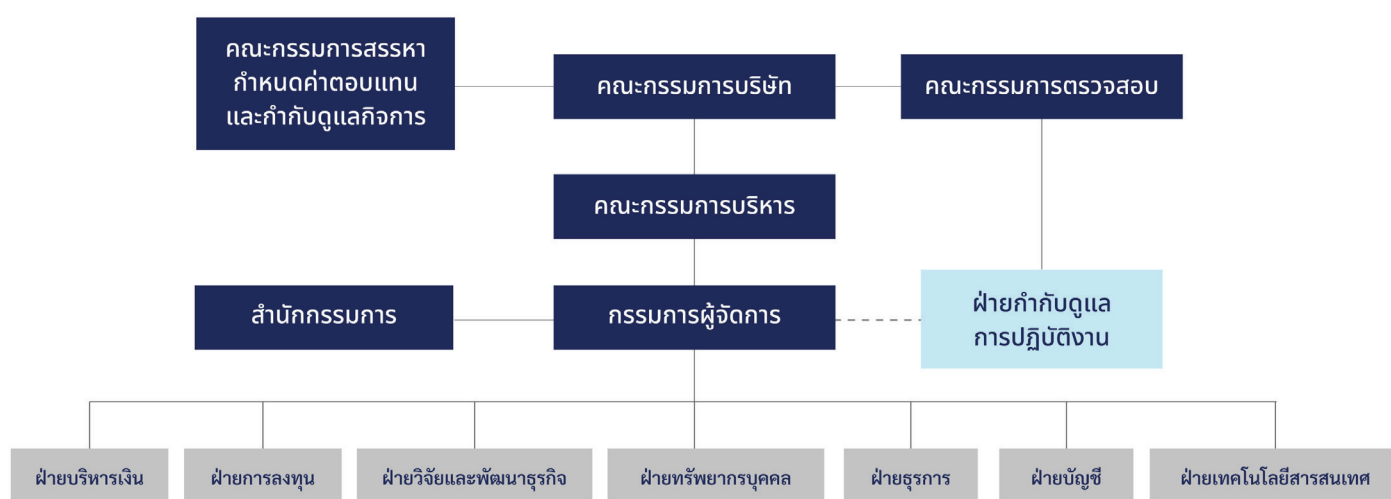 คณะกรรมการสรรหา
กำหนดค่าตอบแทน
และกำกับดูแลกิจการ
คณะกรรมการบริษัท
คณะกรรมการตรวจสอบ
คณะกรรมการบริหาร
สำนักกรรมการ
กรรมการผู้จัดการ
ฝ่ายกำกับดูแล
การปฏิบัติงาน
ฝ่ายบริหารเงิน
ฝ่ายการลงทุน
ฝ่ายวิจัยและพัฒนาธุรกิจ
ฝ่ายทรัพยากรบุคคล
ฝ่ายธุรการ
ฝ่ายบัญชี
ฝ่ายเทคโนโลยีสารสนเทศ